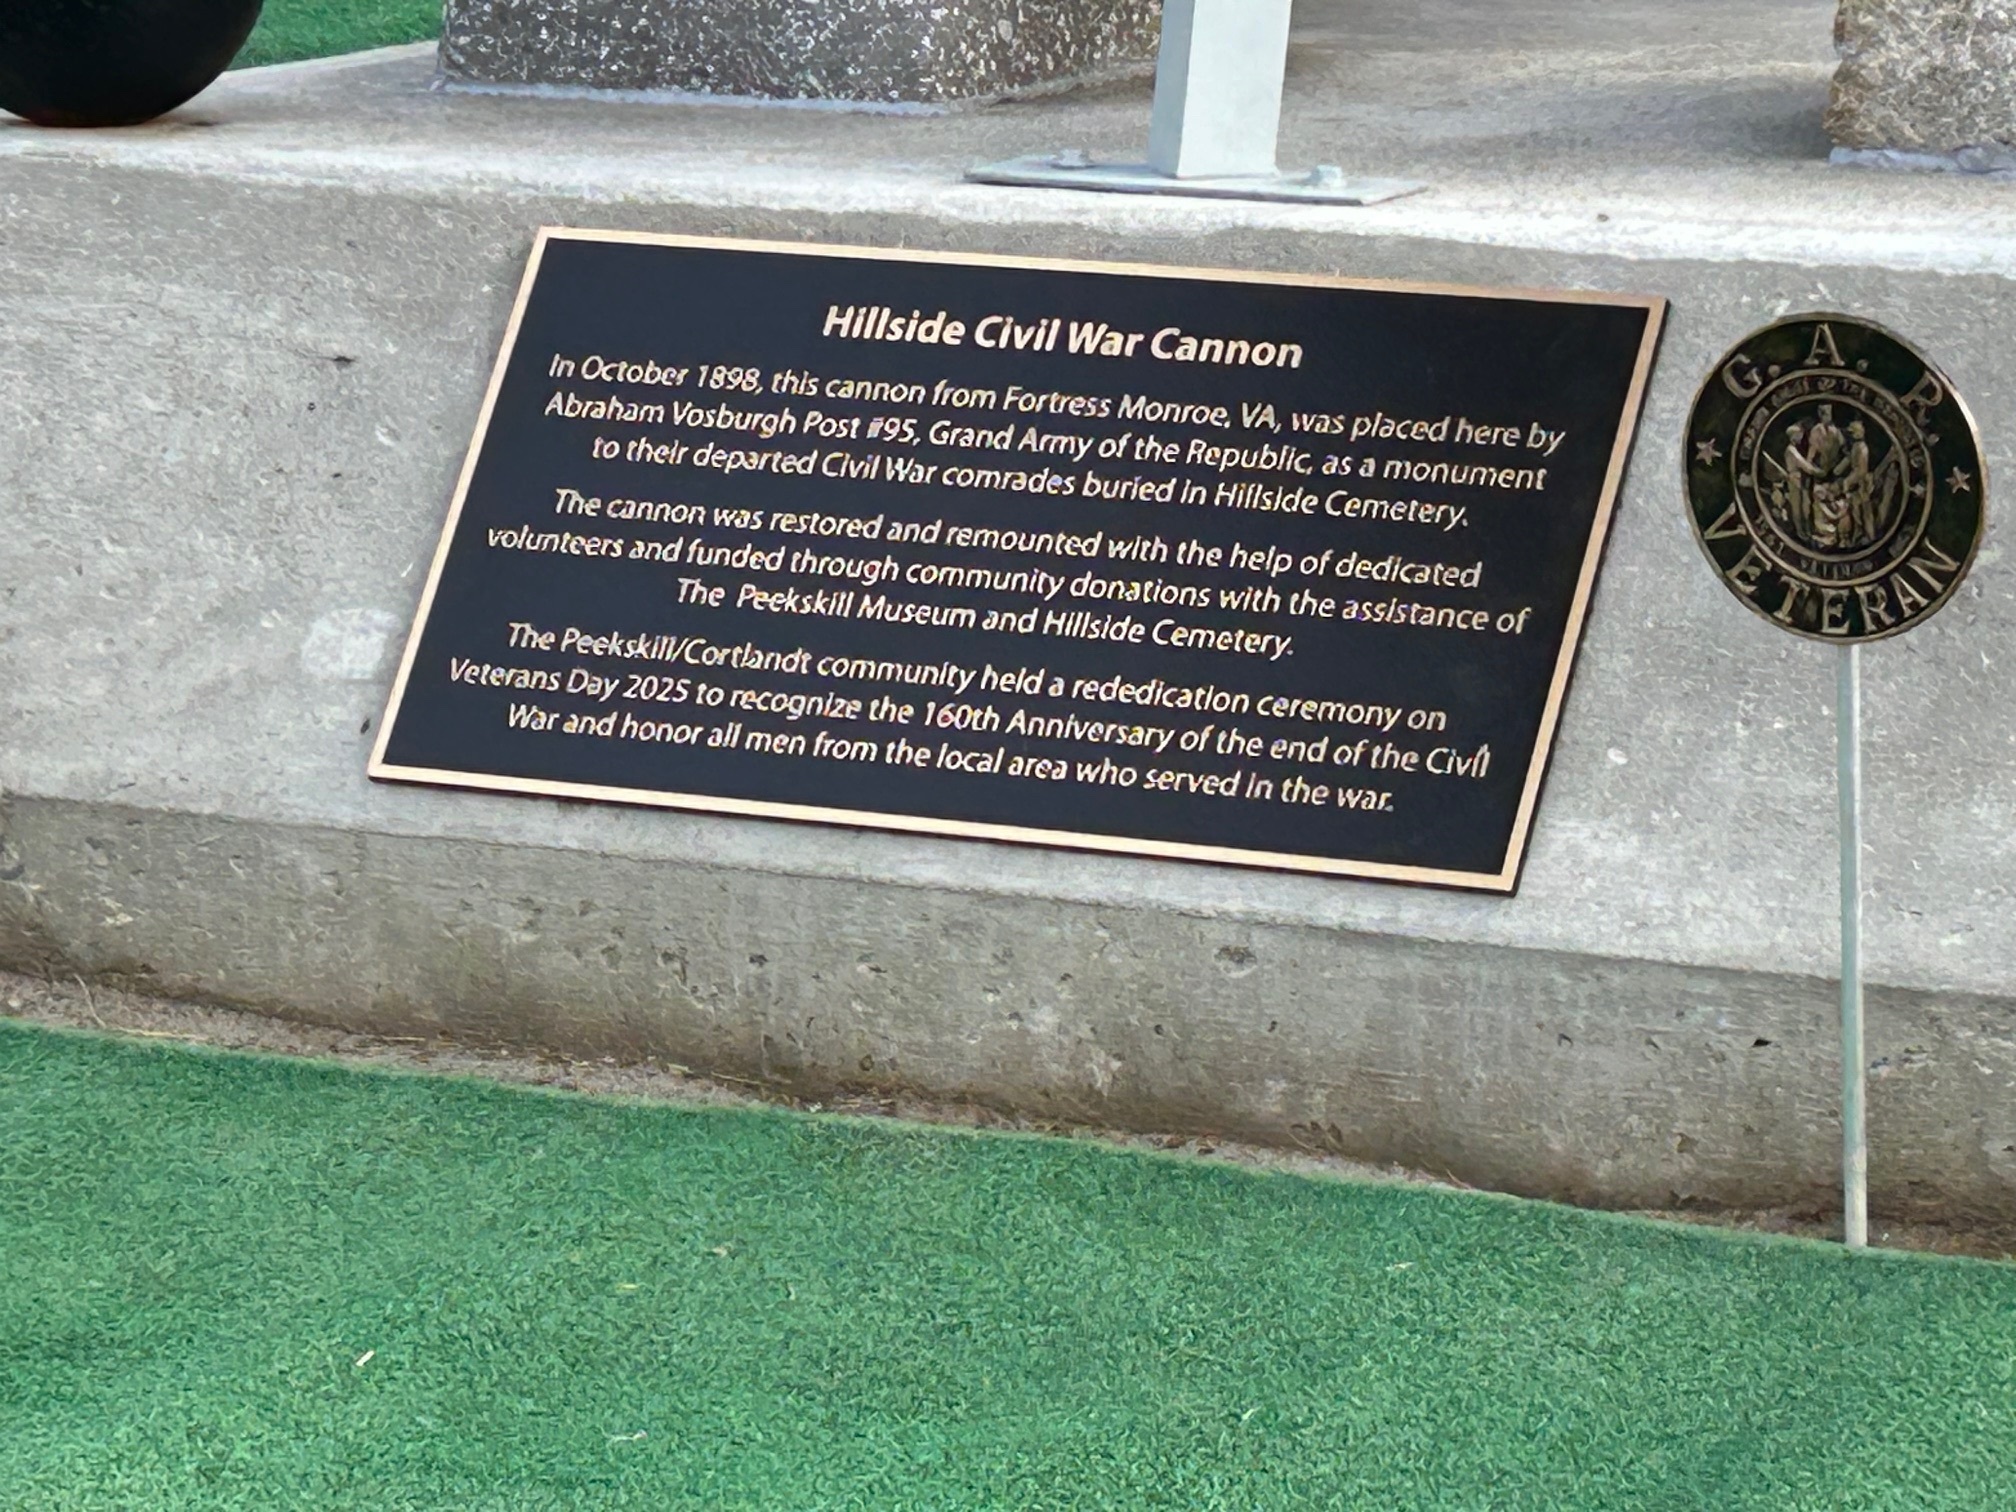 Hillside Civil War Cannon
In October 1898, this cannon from Fortress Monroe, VA, was placed here by
Abraham Vosburgh Post #95, Grand Army of the Republic, as a monument
to their departed Civil War comrades buried in Hillside Cemetery.
The cannon was restored and remounted with the help of dedicated
volunteers and funded through community donations with the assistance of
The Peekskill Museum and Hillside Cemetery.
The Peekskill/Cortlandt community held a rededication ceremony on
Veterans Day 2025 to recognize the 160th Anniversary of the end of the Civil
War and honor all men from the local area who served in the war.
G. A. R.
VETERAN